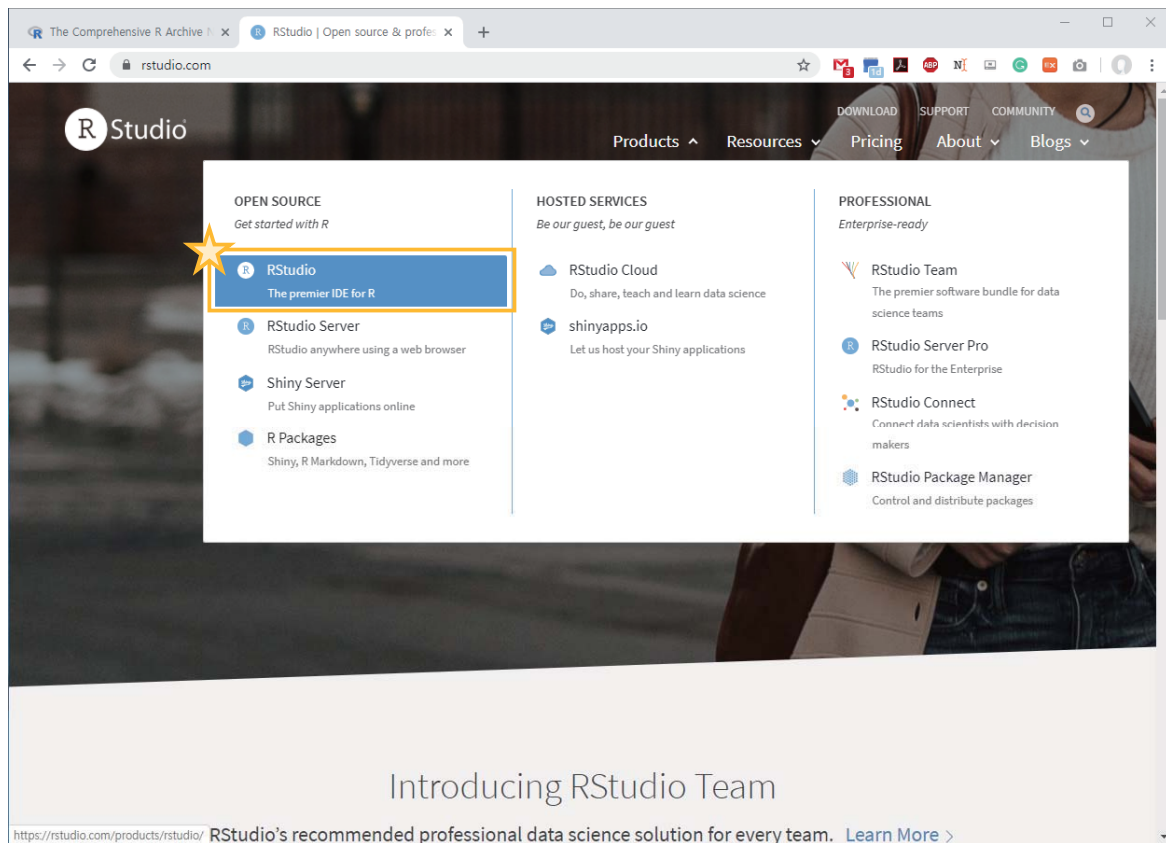 The Comprehensive R Archive N
RStudio | Open source & profes
rstudio.com
3
1d
ABP
EX
R Studio
DOWNLOAD SUPPORT COMMUNITY
Products Resources Pricing About Blogs
OPEN SOURCE
Get started with R
R RStudio
The premier IDE for R
R RStudio Server
RStudio anywhere using a web browser
Shiny Server
Put Shiny applications online
R Packages
Shiny, R Markdown, Tidyverse and more
HOSTED SERVICES
Be our guest, be our guest
RStudio Cloud
Do, share, teach and learn data science
shinyapps.io
Let us host your Shiny applications
PROFESSIONAL
Enterprise-ready
RStudio Team
The premier software bundle for data
science teams
R RStudio Server Pro
RStudio for the Enterprise
RStudio Connect
Connect data scientists with decision
makers
RStudio Package Manager
Control and distribute packages
Introducing RStudio Team
RStudio's recommended professional data science solution for every team. Learn More >
https://rstudio.com/products/rstudio/